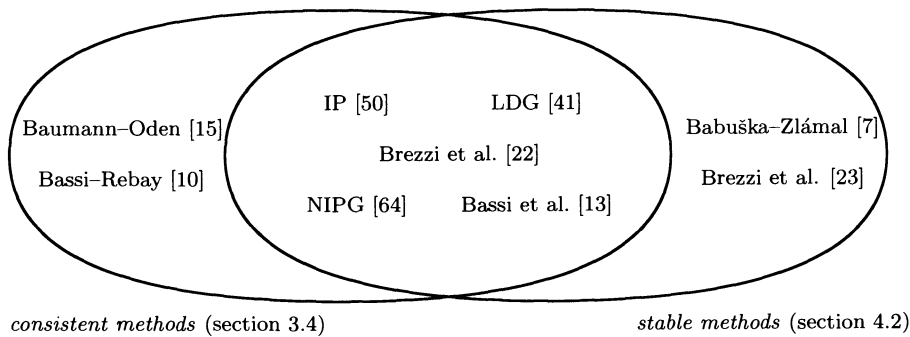 IP [50] LDG [41]
Baumann–Oden [15] Babuška–Zlámal [7]
Brezzi et al. [22]
Bassi–Rebay [10] Brezzi et al. [23]
NIPG [64] Bassi et al. [13]
consistent methods (section 3.4) stable methods (section 4.2)